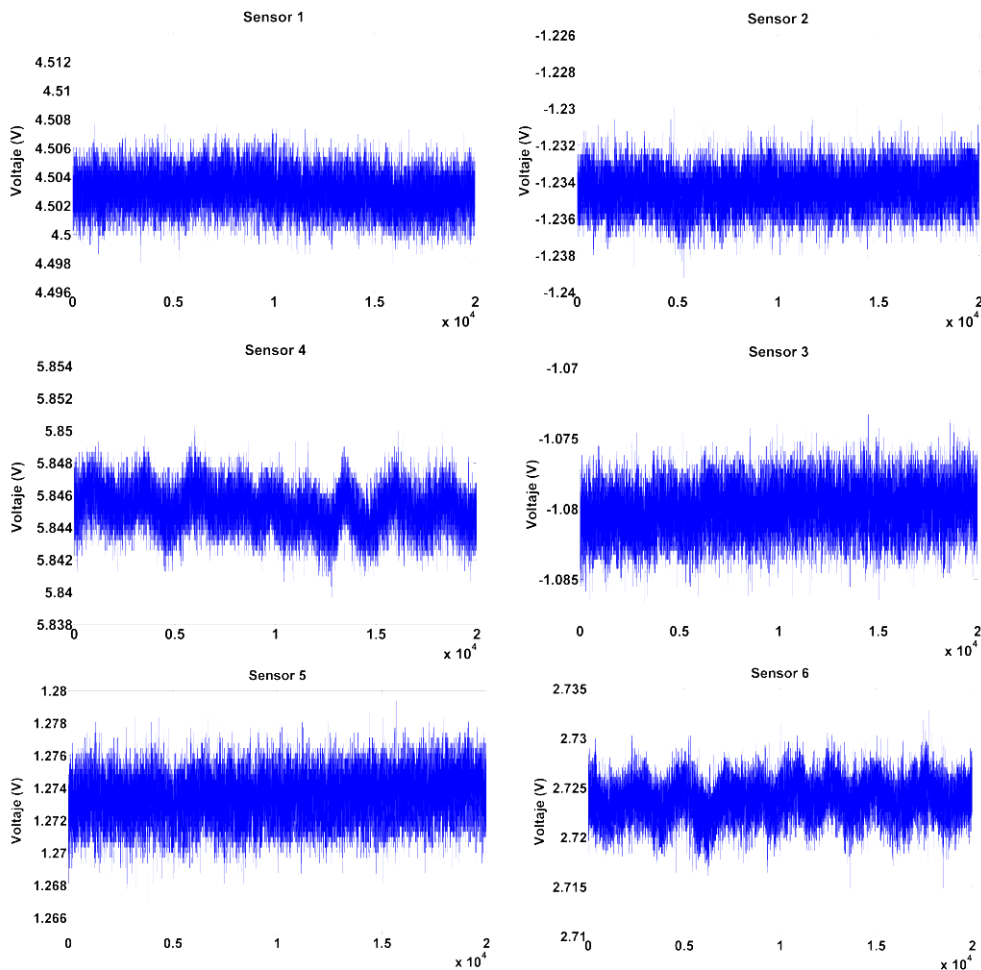 Sensor 1
4.512
4.51
4.508
4.506
4.504
4.502
4.5
4.498
4.496
Voltaje (V)
0 0.5 1 1.5 2
x 10^4
Sensor 2
-1.226
-1.228
-1.23
-1.232
-1.234
-1.236
-1.238
-1.24
Voltaje (V)
0 0.5 1 1.5 2
x 10^4
Sensor 4
5.854
5.852
5.85
5.848
5.846
5.844
5.842
5.84
5.838
Voltaje (V)
0 0.5 1 1.5 2
x 10^4
Sensor 3
-1.07
-1.075
-1.08
-1.085
Voltaje (V)
0 0.5 1 1.5 2
x 10^4
Sensor 5
1.28
1.278
1.276
1.274
1.272
1.27
1.268
1.266
Voltaje (V)
0 0.5 1 1.5 2
x 10^4
Sensor 6
2.735
2.73
2.725
2.72
2.715
2.71
Voltaje (V)
0 0.5 1 1.5 2
x 10^4